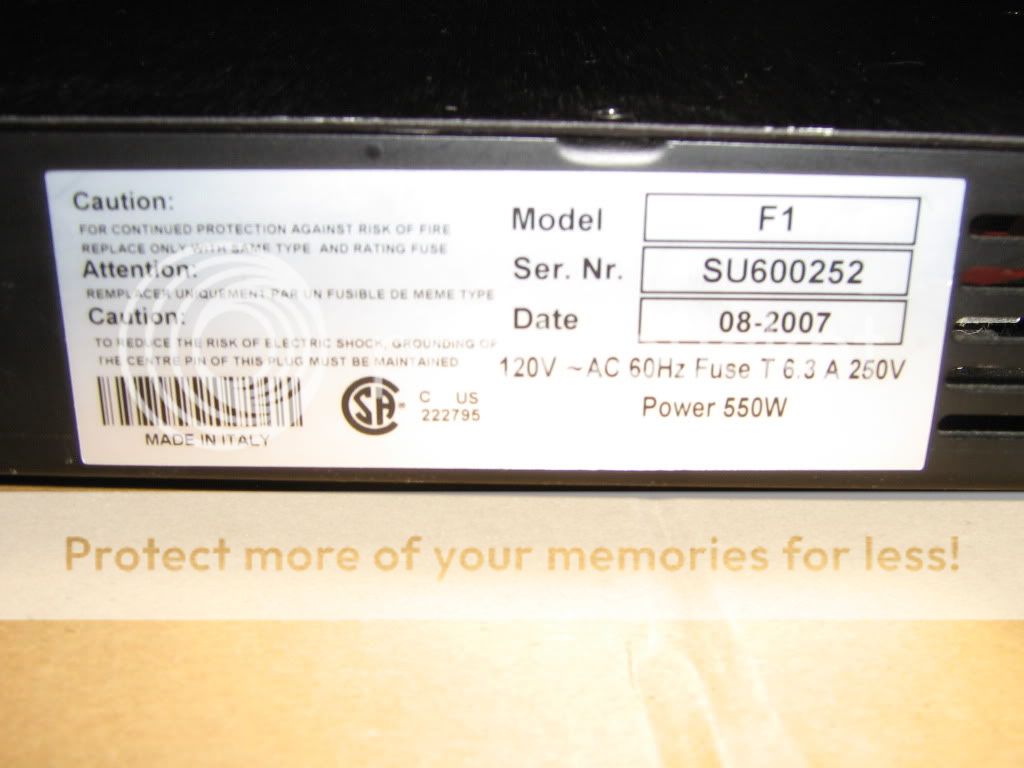 Caution:
FOR CONTINUED PROTECTION AGAINST RISK OF FIRE
REPLACE ONLY WITH SAME TYPE AND RATING FUSE
Attention:
REMPLACER UNIQUEMENT PAR UN FUSIBLE DE MEME TYPE
Caution:
TO REDUCE THE RISK OF ELECTRIC SHOCK, GROUNDING OF
THE CENTRE PIN OF THIS PLUG MUST BE MAINTAINED
MADE IN ITALY
SA
C US
222795
Model F1
Ser. Nr. SU600252
Date 08-2007
120V ~AC 60Hz Fuse T 6.3 A 250V
Power 550W
Protect more of your memories for less!